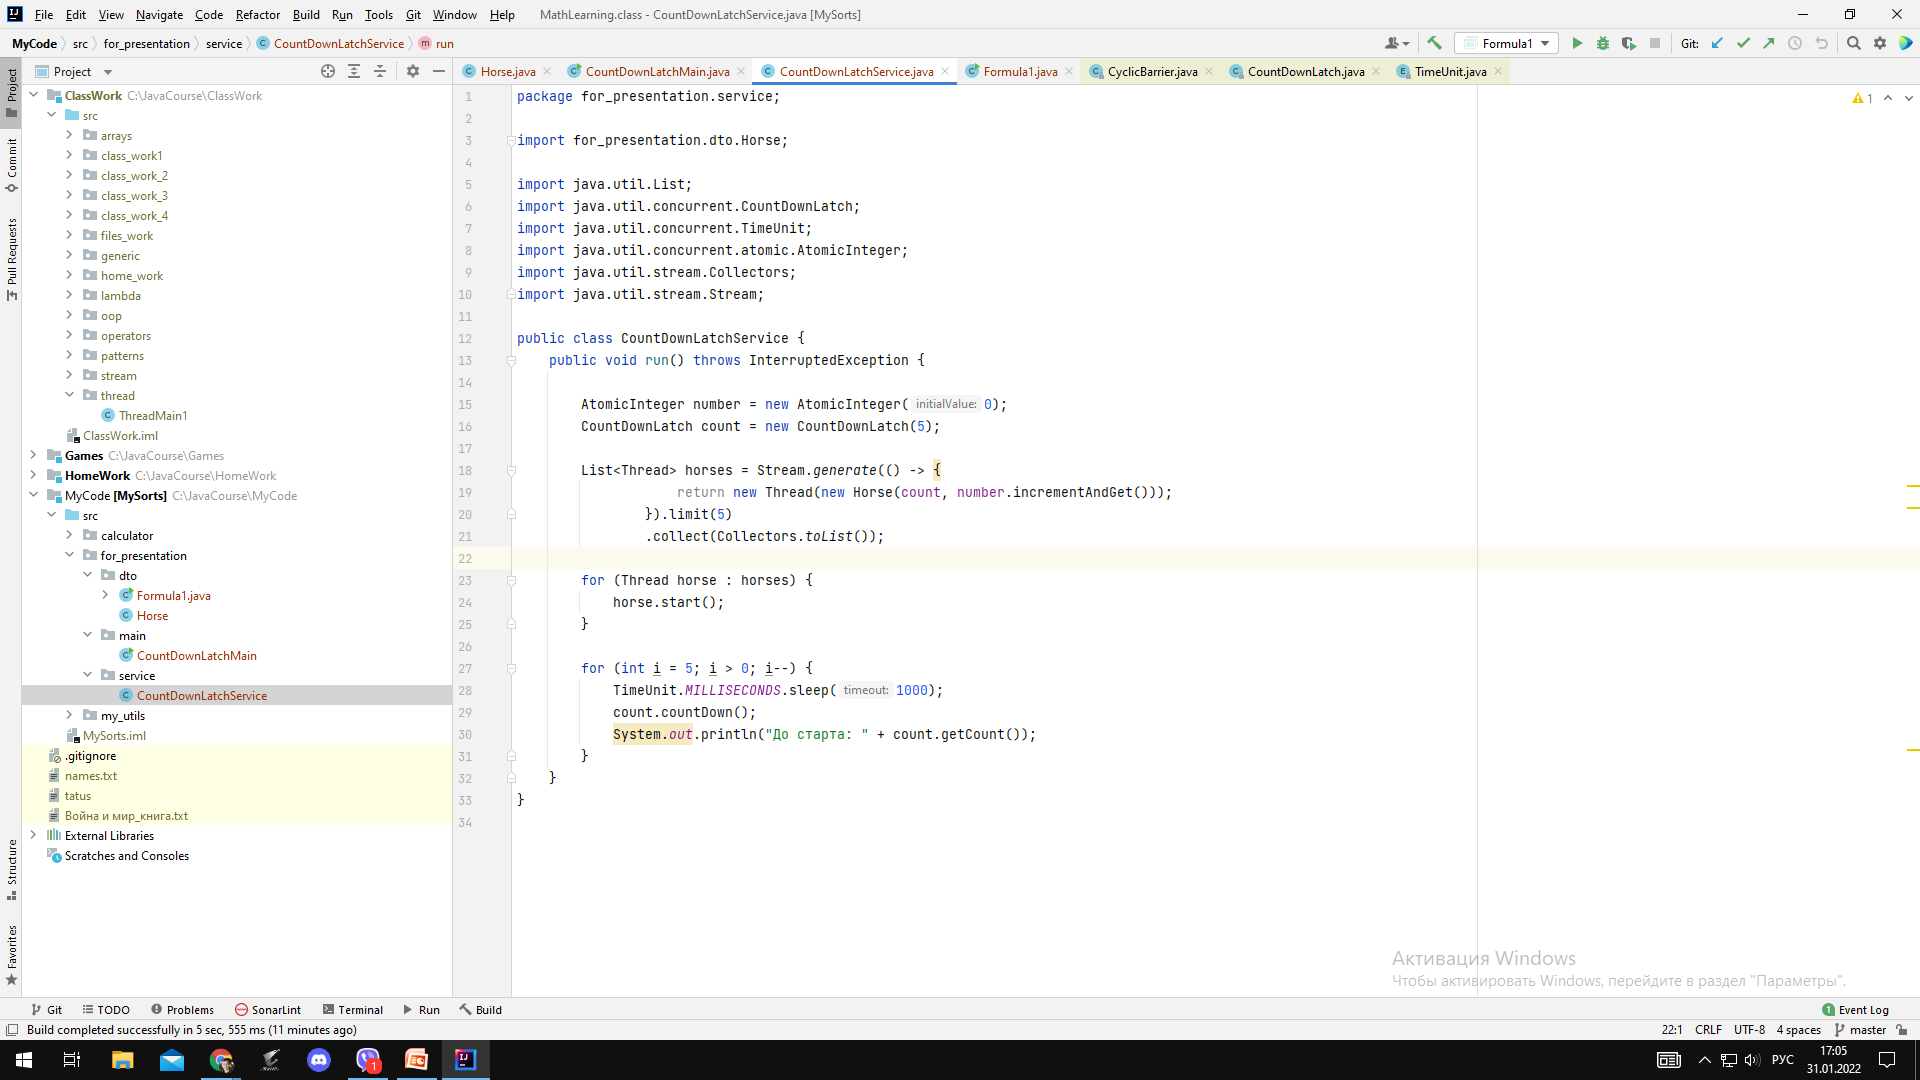 File Edit View Navigate Code Refactor Build Run Tools Git Window Help MathLearning.class - CountDownLatchService.java [MySorts]
MyCode src for_presentation service CountDownLatchService run
Formula1 Git:
Project
Horse.java CountDownLatchMain.java CountDownLatchService.java Formula1.java CyclicBarrier.java CountDownLatch.java TimeUnit.java
Project
Commit
Pull Requests
Structure
Favorites
ClassWork C:\JavaCourse\ClassWork
src
arrays
class_work1
class_work_2
class_work_3
class_work_4
files_work
generic
home_work
lambda
oop
operators
patterns
stream
thread
ThreadMain1
ClassWork.iml
Games C:\JavaCourse\Games
HomeWork C:\JavaCourse\HomeWork
MyCode [MySorts] C:\JavaCourse\MyCode
src
calculator
for_presentation
dto
Formula1.java
Horse
main
CountDownLatchMain
service
CountDownLatchService
my_utils
MySorts.iml
.gitignore
names.txt
tatus
Война и мир_книга.txt
External Libraries
Scratches and Consoles
1 package for_presentation.service;
2
3 import for_presentation.dto.Horse;
4
5 import java.util.List;
6 import java.util.concurrent.CountDownLatch;
7 import java.util.concurrent.TimeUnit;
8 import java.util.concurrent.atomic.AtomicInteger;
9 import java.util.stream.Collectors;
10 import java.util.stream.Stream;
11
12 public class CountDownLatchService {
13 public void run() throws InterruptedException {
14
15 AtomicInteger number = new AtomicInteger( initialValue: 0);
16 CountDownLatch count = new CountDownLatch(5);
17
18 List<Thread> horses = Stream.generate(() -> {
19 return new Thread(new Horse(count, number.incrementAndGet()));
20 }).limit(5)
21 .collect(Collectors.toList());
22
23 for (Thread horse : horses) {
24 horse.start();
25 }
26
27 for (int i = 5; i > 0; i--) {
28 TimeUnit.MILLISECONDS.sleep( timeout: 1000);
29 count.countDown();
30 System.out.println("До старта: " + count.getCount());
31 }
32 }
33 }
34
1
Активация Windows
Чтобы активировать Windows, перейдите в раздел "Параметры".
Git TODO Problems SonarLint Terminal Run Build 1 Event Log
Build completed successfully in 5 sec, 555 ms (11 minutes ago) 22:1 CRLF UTF-8 4 spaces master
1 РУС 17:05
31.01.2022